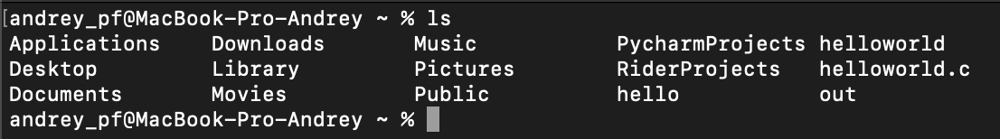 andrey_pf@MacBook-Pro-Andrey ~ % ls
Applications Downloads Music PycharmProjects helloworld
Desktop Library Pictures RiderProjects helloworld.c
Documents Movies Public hello out
andrey_pf@MacBook-Pro-Andrey ~ %